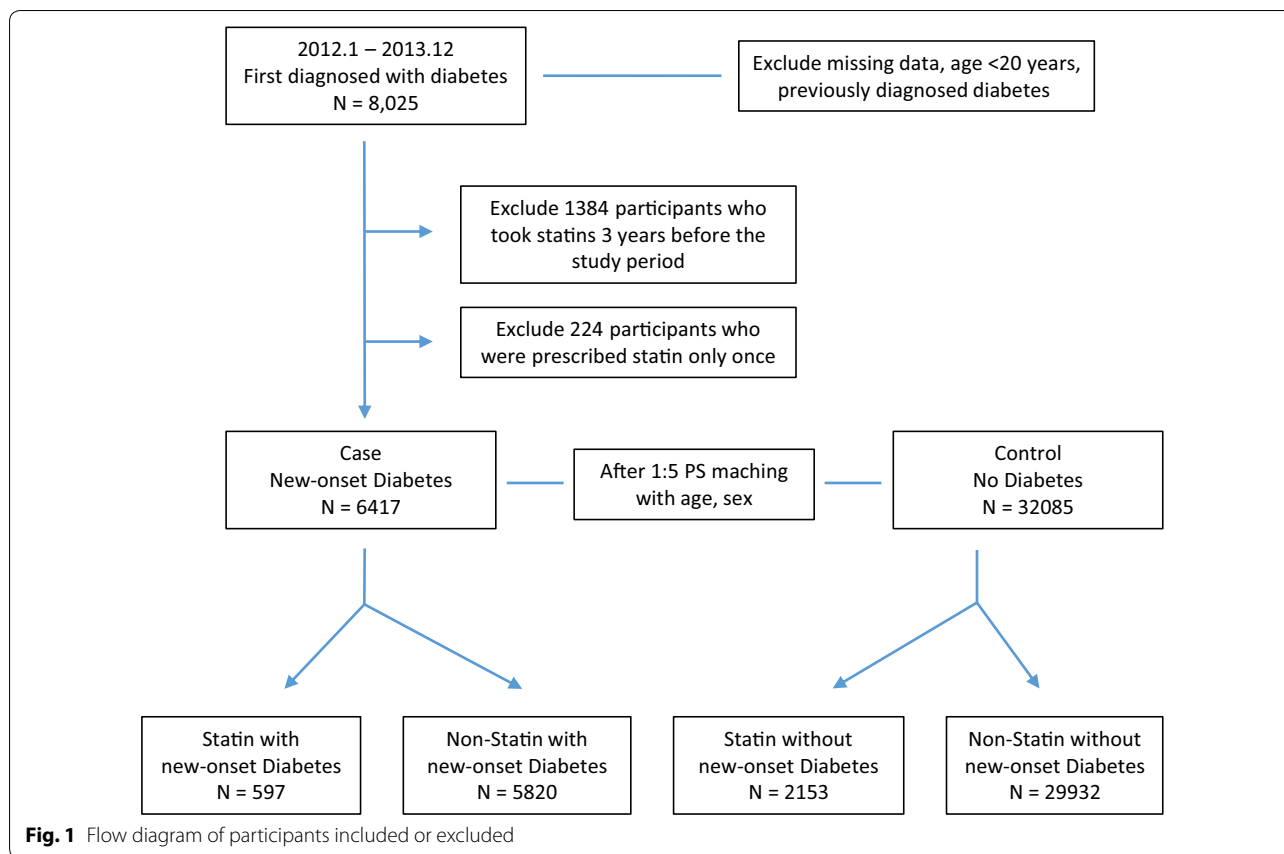 2012.1 – 2013.12
First diagnosed with diabetes
N = 8,025
Exclude missing data, age <20 years,
previously diagnosed diabetes
Exclude 1384 participants who
took statins 3 years before the
study period
Exclude 224 participants who
were prescribed statin only once
Case
New-onset Diabetes
N = 6417
After 1:5 PS maching
with age, sex
Control
No Diabetes
N = 32085
Statin with
new-onset Diabetes
N = 597
Non-Statin with
new-onset Diabetes
N = 5820
Statin without
new-onset Diabetes
N = 2153
Non-Statin without
new-onset Diabetes
N = 29932
Fig. 1 Flow diagram of participants included or excluded